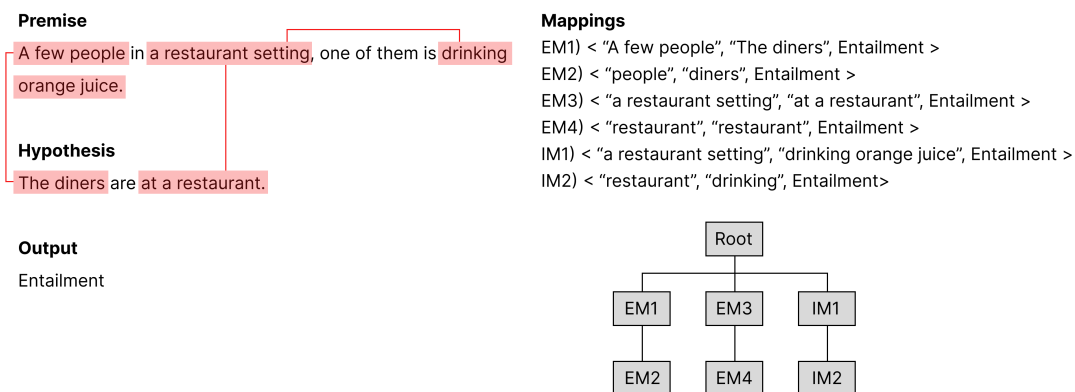 Premise
A few people in a restaurant setting, one of them is drinking
orange juice.
Hypothesis
The diners are at a restaurant.
Output
Entailment
Mappings
EM1) < “A few people”, “The diners”, Entailment >
EM2) < “people”, “diners”, Entailment >
EM3) < “a restaurant setting”, “at a restaurant”, Entailment >
EM4) < “restaurant”, “restaurant”, Entailment >
IM1) < “a restaurant setting”, “drinking orange juice”, Entailment >
IM2) < “restaurant”, “drinking”, Entailment>
Root
EM1 EM3 IM1
EM2 EM4 IM2